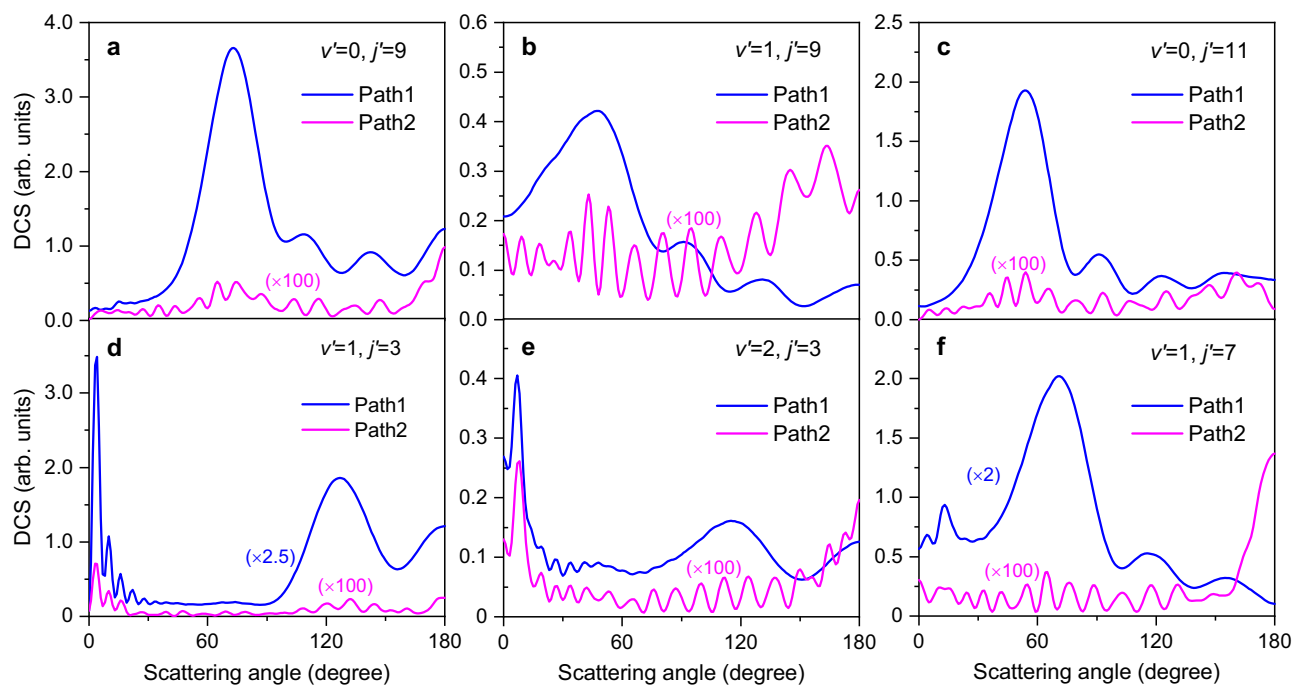 a
v'=0, j'=9
Path1
Path2
(×100)
DCS (arb. units)
4.0
3.0
2.0
1.0
0.0
b
v'=1, j'=9
Path1
Path2
(×100)
0.6
0.5
0.4
0.3
0.2
0.1
0.0
c
v'=0, j'=11
Path1
Path2
(×100)
2.5
2.0
1.5
1.0
0.5
0.0
d
v'=1, j'=3
Path1
Path2
(×2.5)
(×100)
DCS (arb. units)
3.0
2.0
1.0
0
0 60 120 180
Scattering angle (degree)
e
v'=2, j'=3
Path1
Path2
(×100)
0.4
0.3
0.2
0.1
0
0 60 120 180
Scattering angle (degree)
f
v'=1, j'=7
Path1
Path2
(×2)
(×100)
2.0
1.5
1.0
0.5
0
0 60 120 180
Scattering angle (degree)